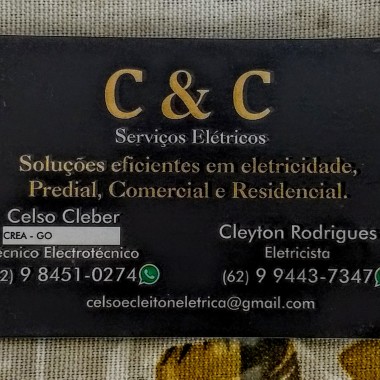 C & C
Serviços Elétricos
Soluções eficientes em eletricidade,
Predial, Comercial e Residencial.
Celso Cleber
CREA - GO
écnico Electrotécnico
2) 9 8451-0274
Cleyton Rodrigues
Eletricista
(62) 9 9443-7347
celsoecleitoneletrica@gmail.com